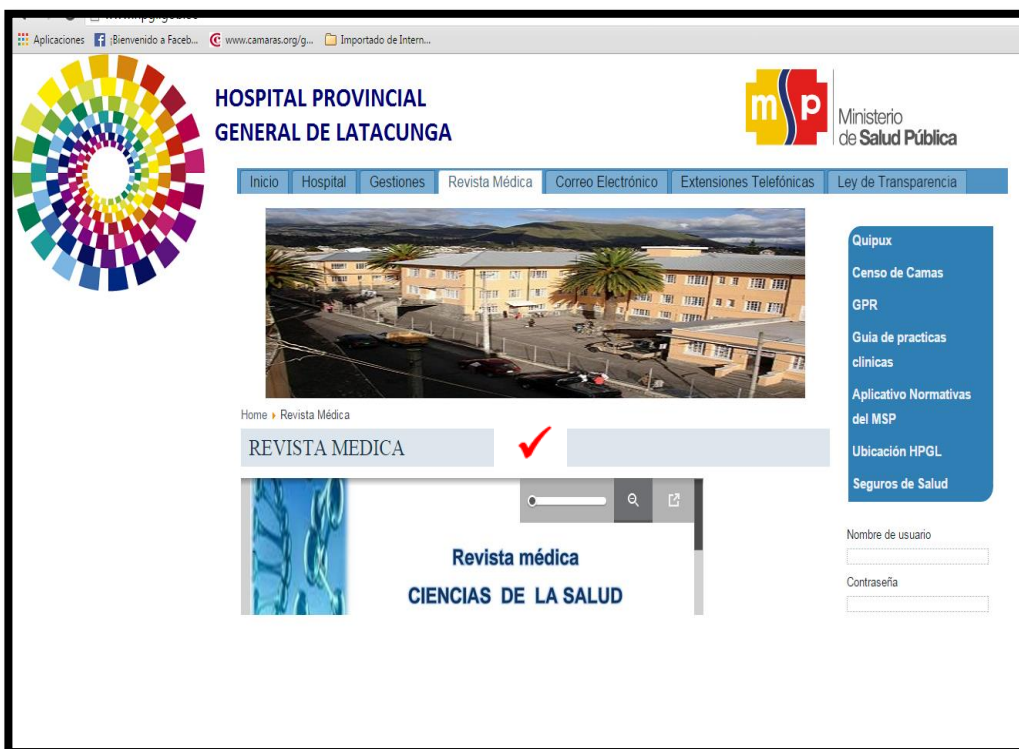 Aplicaciones ¡Bienvenido a Faceb... www.camaras.org/g... Importado de Intern...
HOSPITAL PROVINCIAL
GENERAL DE LATACUNGA
msp
Ministerio
de Salud Pública
Inicio Hospital Gestiones Revista Médica Correo Electrónico Extensiones Telefónicas Ley de Transparencia
Quipux
Censo de Camas
GPR
Guia de practicas
clinicas
Aplicativo Normativas
del MSP
Ubicación HPGL
Seguros de Salud
Home Revista Médica
REVISTA MEDICA
Revista médica
CIENCIAS DE LA SALUD
Nombre de usuario
Contraseña